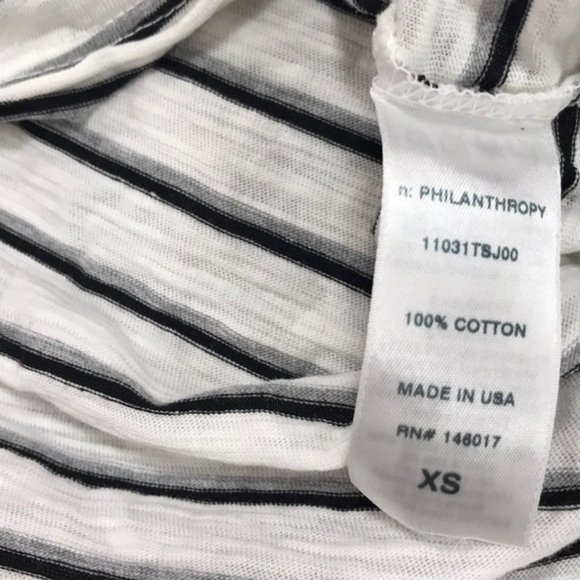 n: PHILANTHROPY
11031TSJ00
100% COTTON
MADE IN USA
RN# 146017
XS